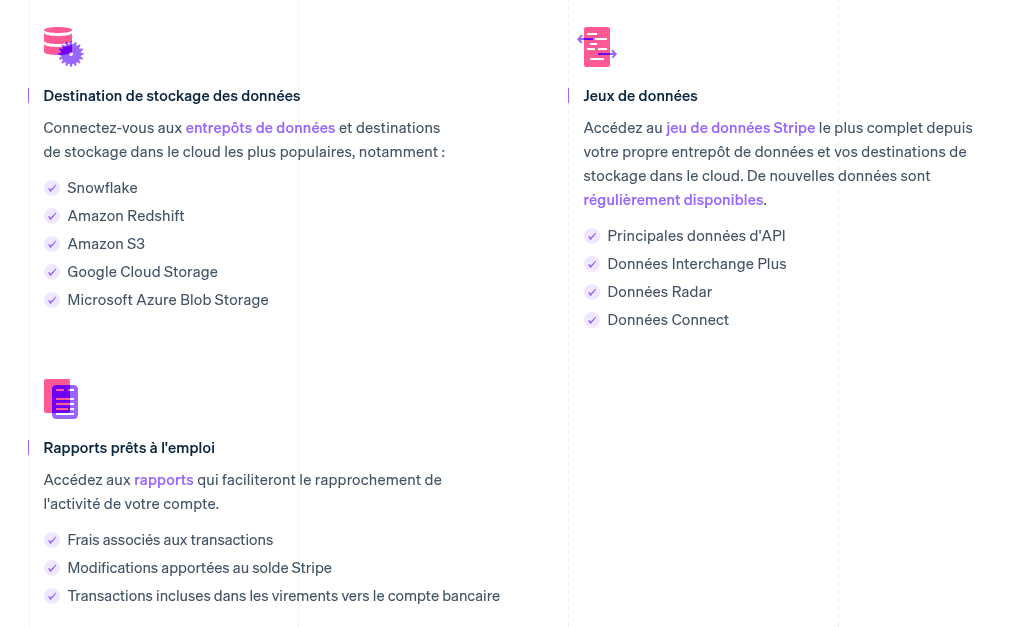 Destination de stockage des données
Connectez-vous aux entrepôts de données et destinations
de stockage dans le cloud les plus populaires, notamment :
Snowflake
Amazon Redshift
Amazon S3
Google Cloud Storage
Microsoft Azure Blob Storage
Jeux de données
Accédez au jeu de données Stripe le plus complet depuis
votre propre entrepôt de données et vos destinations de
stockage dans le cloud. De nouvelles données sont
régulièrement disponibles.
Principales données d'API
Données Interchange Plus
Données Radar
Données Connect
Rapports prêts à l'emploi
Accédez aux rapports qui faciliteront le rapprochement de
l'activité de votre compte.
Frais associés aux transactions
Modifications apportées au solde Stripe
Transactions incluses dans les virements vers le compte bancaire